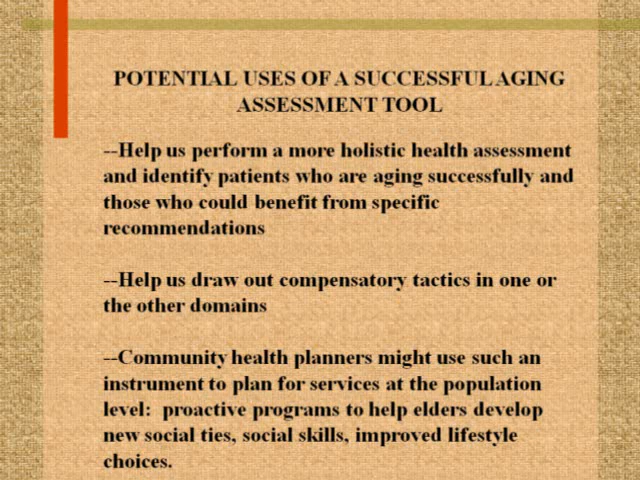 POTENTIAL USES OF A SUCCESSFUL AGING
ASSESSMENT TOOL
--Help us perform a more holistic health assessment
and identify patients who are aging successfully and
those who could benefit from specific
recommendations
--Help us draw out compensatory tactics in one or
the other domains
--Community health planners might use such an
instrument to plan for services at the population
level:  proactive programs to help elders develop
new social ties, social skills, improved lifestyle
choices.